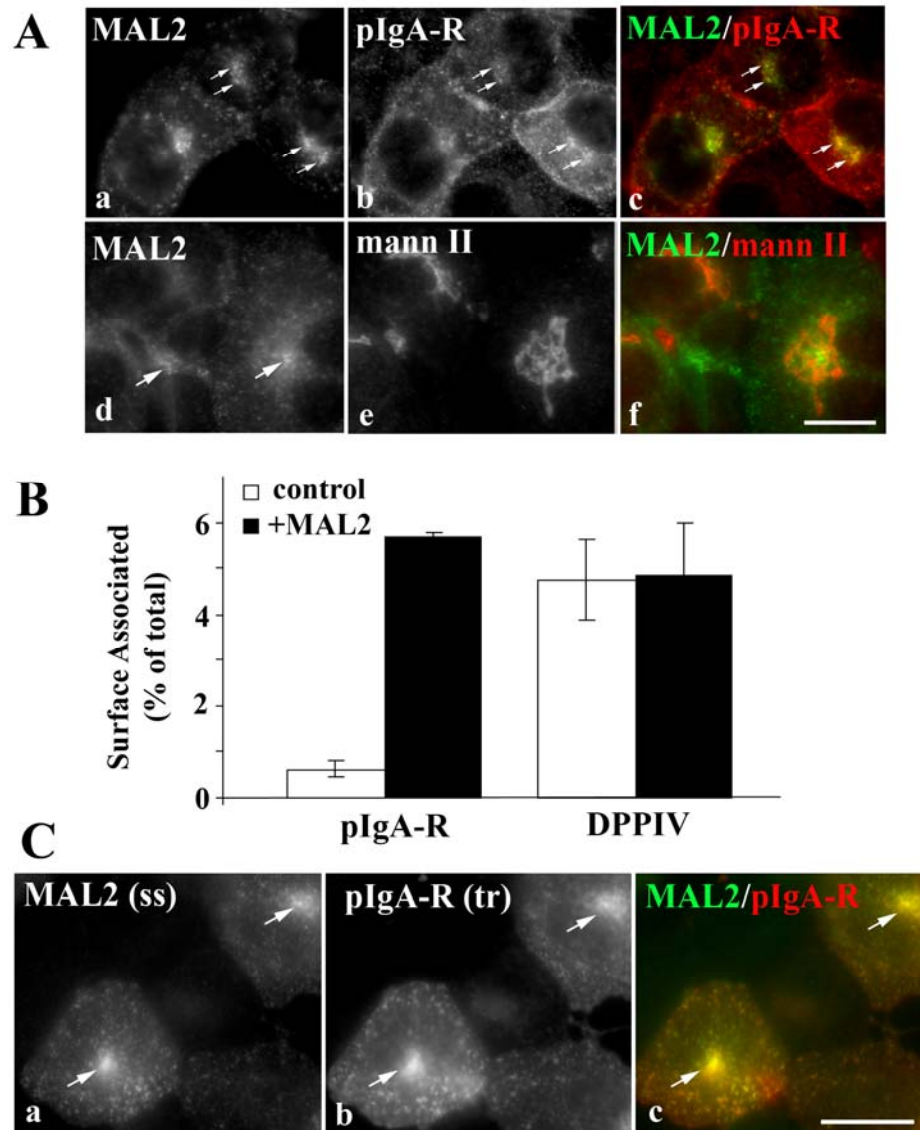 A
MAL2
pIgA-R
MAL2/pIgA-R
a
b
c
MAL2
mann II
MAL2/mann II
d
e
f
B
control
+MAL2
Surface Associated
(% of total)
6
4
2
0
pIgA-R
DPPIV
C
MAL2 (ss)
pIgA-R (tr)
MAL2/pIgA-R
a
b
c